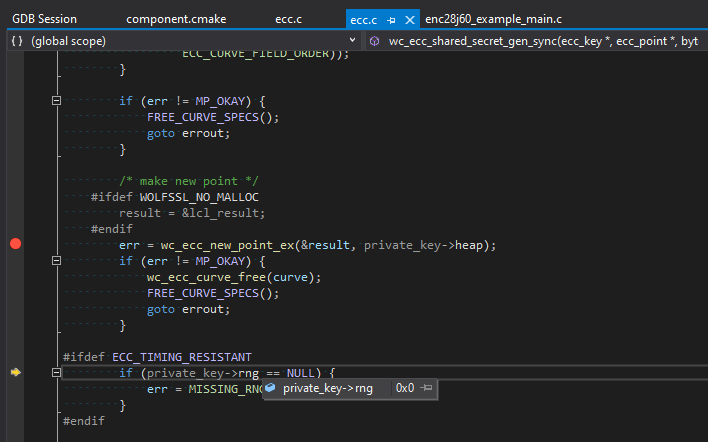 GDB Session component.cmake ecc.c ecc.c enc28j60_example_main.c
{ } (global scope) wc_ecc_shared_secret_gen_sync(ecc_key *, ecc_point *, byt
ECC_CURVE_FIELD_ORDER));
}
if (err != MP_OKAY) {
FREE_CURVE_SPECS();
goto errout;
}
/* make new point */
#ifdef WOLFSSL_NO_MALLOC
result = &lcl_result;
#endif
err = wc_ecc_new_point_ex(&result, private_key->heap);
if (err != MP_OKAY) {
wc_ecc_curve_free(curve);
FREE_CURVE_SPECS();
goto errout;
}
#ifdef ECC_TIMING_RESISTANT
if (private_key->rng == NULL) {
err = MISSING_RNG private_key->rng 0x0
}
#endif